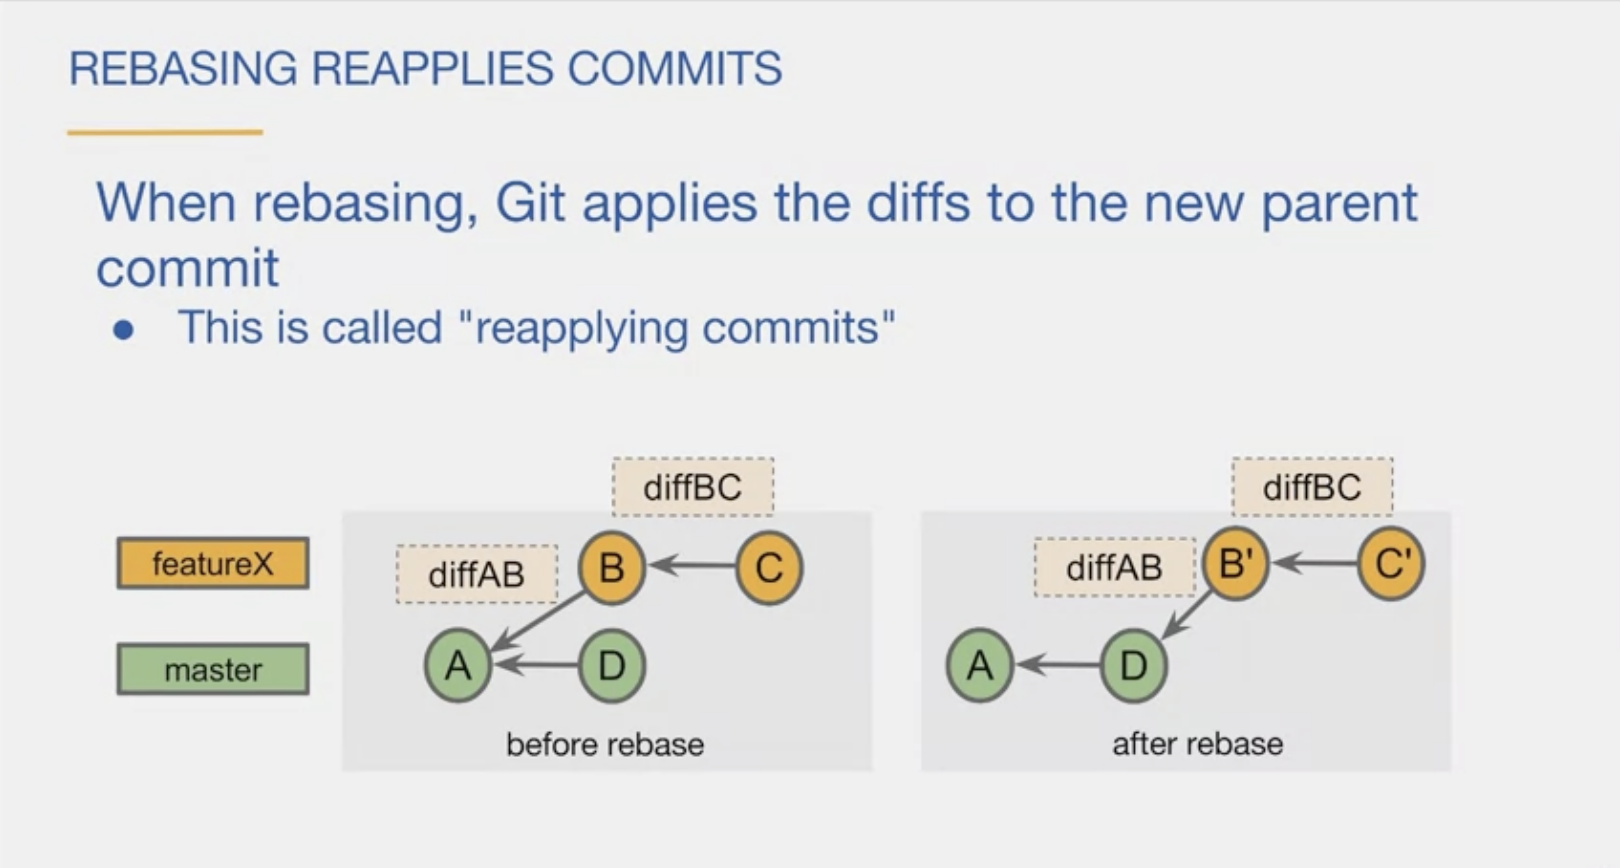 REBASING REAPPLIES COMMITS
When rebasing, Git applies the diffs to the new parent
commit
● This is called "reapplying commits"
diffBC
diffBC
featureX
diffAB
B
C
diffAB
B'
C'
master
A
D
A
D
before rebase
after rebase